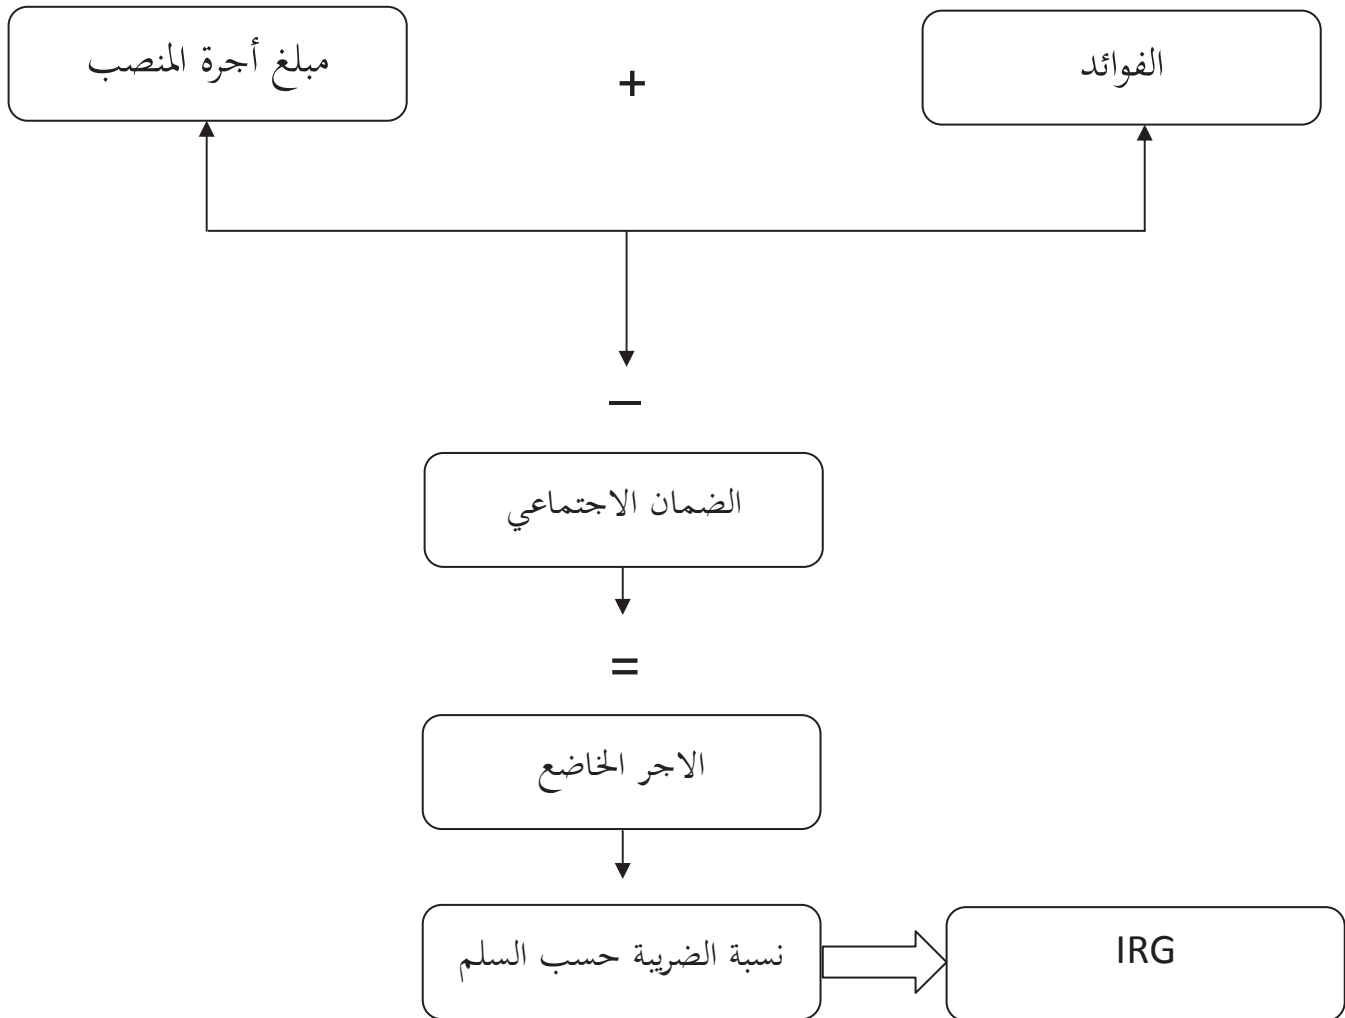 مبلغ أجرة المنصب
+
الفوائد
–
الضمان الاجتماعي
=
الاجر الخاضع
نسبة الضريبة حسب السلم
IRG